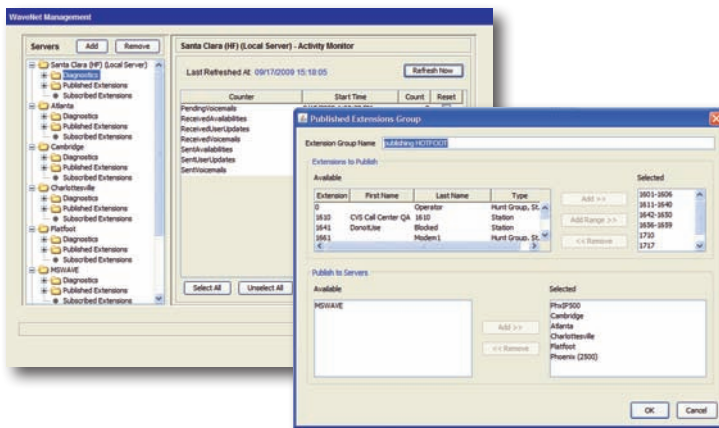 WaveNet Management
Servers
Add
Remove
Santa Clara (HF) (Local Server)
Diagnostics
Published Extensions
Subscribed Extensions
Atlanta
Diagnostics
Published Extensions
Subscribed Extensions
Cambridge
Diagnostics
Published Extensions
Subscribed Extensions
Charlottesville
Diagnostics
Published Extensions
Subscribed Extensions
Flatfoot
Diagnostics
Published Extensions
Subscribed Extensions
MSWAVE
Diagnostics
Published Extensions
Subscribed Extensions
Santa Clara (HF) (Local Server) - Activity Monitor
Last Refreshed At 09/17/2009 15:18:05
Refresh Now
Counter Start Time Count Reset
PendingVoicemails
ReceivedAvailabilities
ReceivedUserUpdates
ReceivedVoicemails
SentAvailabilities
SentUserUpdates
SentVoicemails
Select All
Unselect All
Published Extensions Group
Extension Group Name publishing HOTFOOT
Extensions to Publish
Available
Extension First Name Last Name Type
0 Operator Hunt Group, St.
1610 CVS Call Center QA 1610 Station
1641 DonotUse Blocked Station
1661 Modem1 Hunt Group, St.
Add >>
Add Range >>
<< Remove
Selected
1601-1606
1611-1640
1642-1650
1656-1659
1710
1717
Publish to Servers
Available
MSWAVE
Add >>
<< Remove
Selected
PhxIP500
Cambridge
Atlanta
Charlottesville
Flatfoot
Phoenix (2500)
OK
Cancel